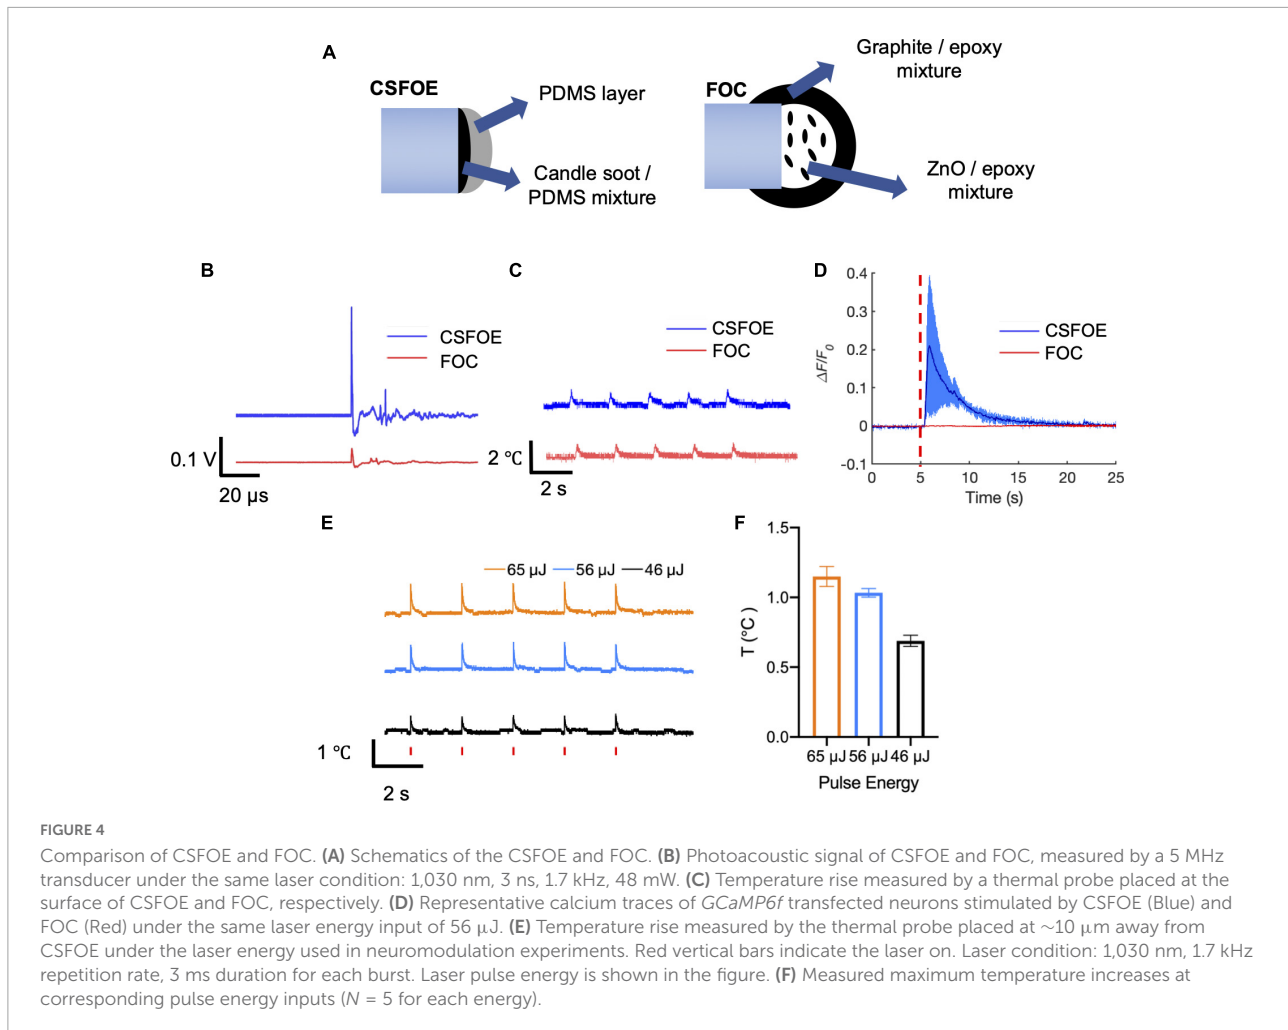 A
CSFOE
PDMS layer
Candle soot /
PDMS mixture
FOC
Graphite / epoxy
mixture
ZnO / epoxy
mixture
B
CSFOE
FOC
0.1 V
20 µs
C
CSFOE
FOC
2 °C
2 s
D
0.4
0.3
0.2
0.1
0
-0.1
ΔF/F0
0 5 10 15 20 25
Time (s)
CSFOE
FOC
E
65 µJ 56 µJ 46 µJ
1 °C
2 s
F
1.5
1.0
0.5
0.0
T (°C )
65 µJ 56 µJ 46 µJ
Pulse Energy
FIGURE 4
Comparison of CSFOE and FOC. (A) Schematics of the CSFOE and FOC. (B) Photoacoustic signal of CSFOE and FOC, measured by a 5 MHz
transducer under the same laser condition: 1,030 nm, 3 ns, 1.7 kHz, 48 mW. (C) Temperature rise measured by a thermal probe placed at the
surface of CSFOE and FOC, respectively. (D) Representative calcium traces of GCaMP6f transfected neurons stimulated by CSFOE (Blue) and
FOC (Red) under the same laser energy input of 56 µJ. (E) Temperature rise measured by the thermal probe placed at ~10 µm away from
CSFOE under the laser energy used in neuromodulation experiments. Red vertical bars indicate the laser on. Laser condition: 1,030 nm, 1.7 kHz
repetition rate, 3 ms duration for each burst. Laser pulse energy is shown in the figure. (F) Measured maximum temperature increases at
corresponding pulse energy inputs (N = 5 for each energy).